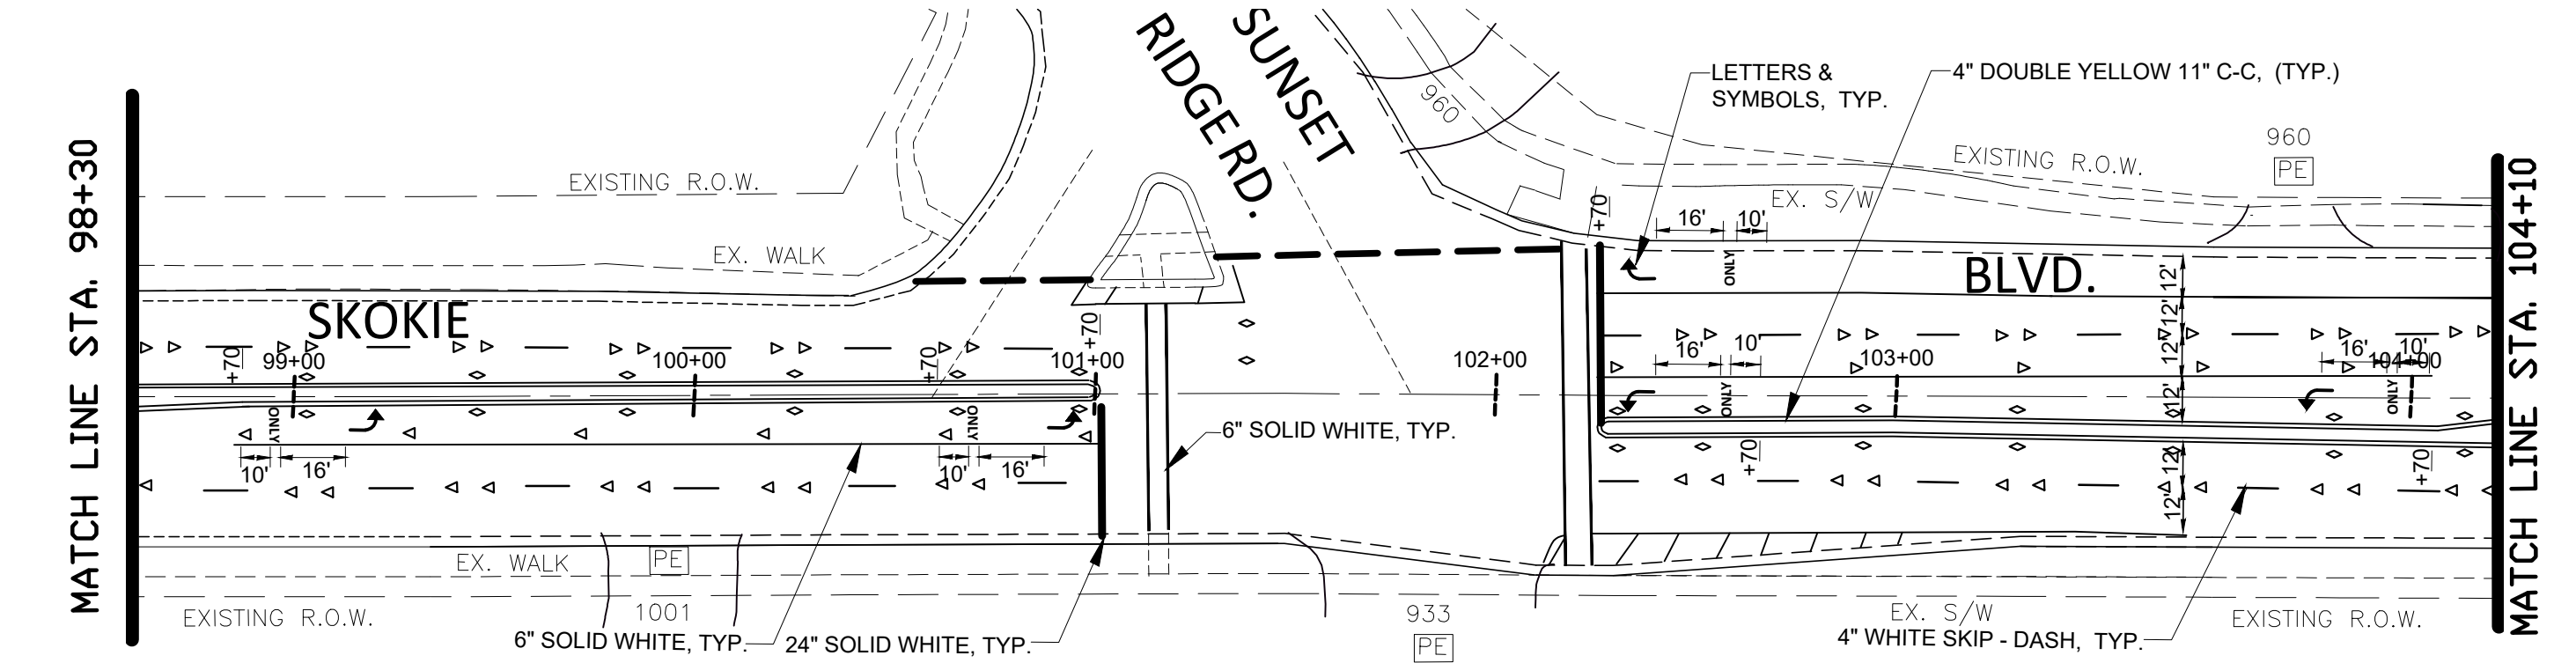 MATCH LINE STA. 98+30
SUNSET
RIDGE RD.
LETTERS &
SYMBOLS, TYP.
4" DOUBLE YELLOW 11" C-C, (TYP.)
960
960
PE
EXISTING R.O.W.
EXISTING R.O.W.
EX. S/W
EX. WALK
+70
16'
10'
ONLY
SKOKIE
BLVD.
12'
12'
12'
12'
12'
12'
+70
99+00
100+00
+70
+70
101+00
102+00
16'
10'
103+00
16'
10'
104+00
ONLY
ONLY
ONLY
ONLY
10'
16'
10'
16'
6" SOLID WHITE, TYP.
+70
+70
EX. WALK
PE
EXISTING R.O.W.
1001
6" SOLID WHITE, TYP.
24" SOLID WHITE, TYP.
933
PE
EX. S/W
EXISTING R.O.W.
4" WHITE SKIP - DASH, TYP.
MATCH LINE STA. 104+10